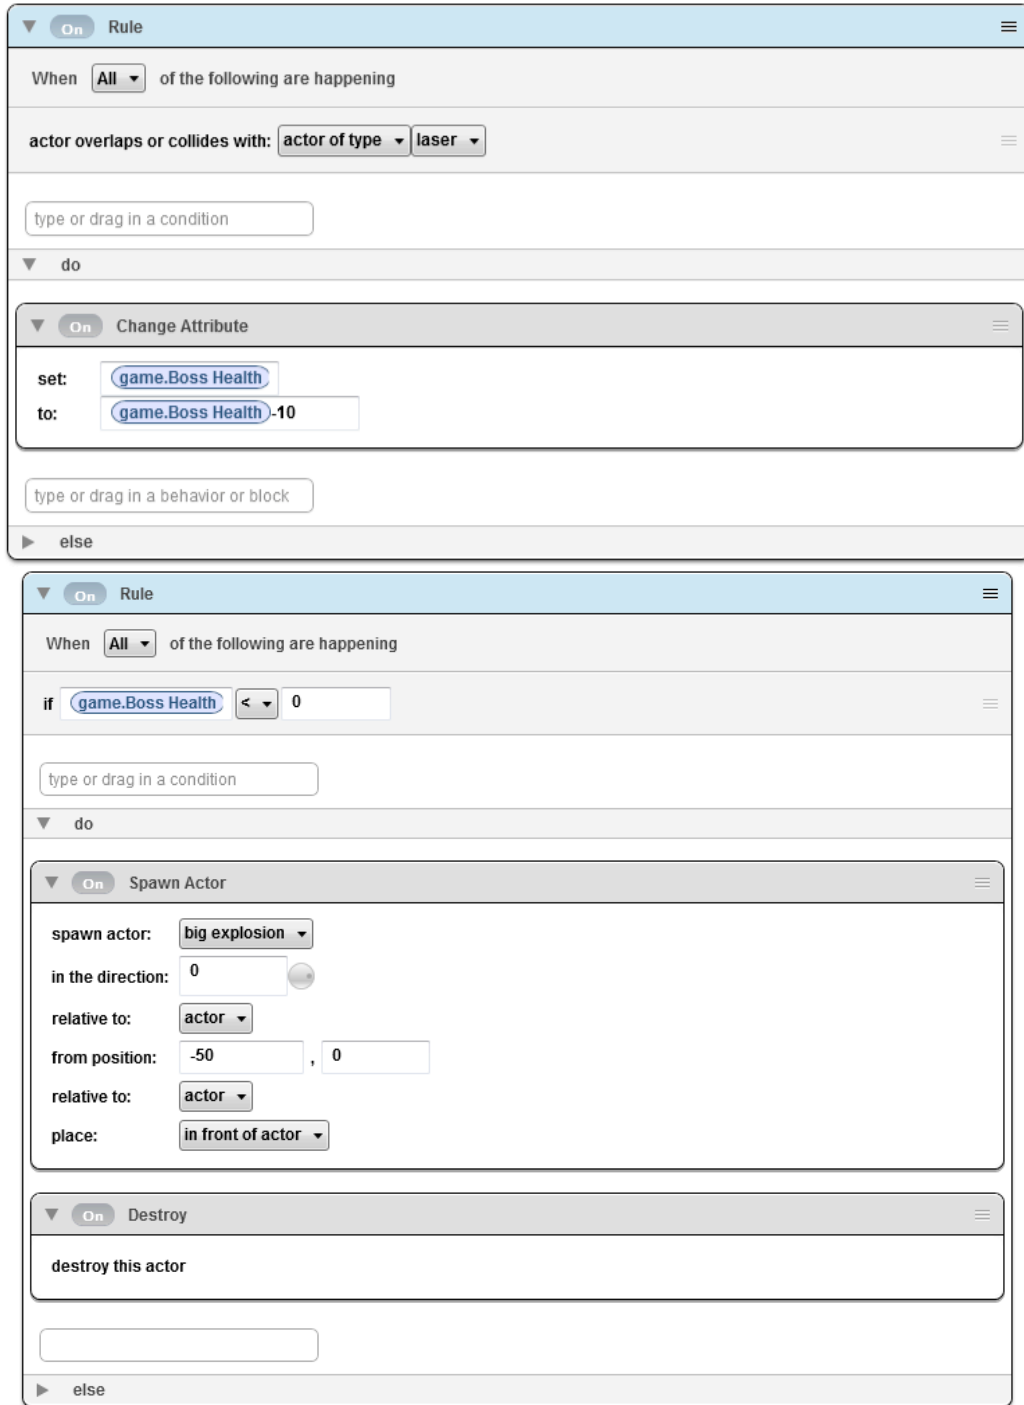 On Rule
When All of the following are happening
actor overlaps or collides with: actor of type laser
type or drag in a condition
do
On Change Attribute
set: game.Boss Health
to: game.Boss Health -10
type or drag in a behavior or block
else
On Rule
When All of the following are happening
if game.Boss Health < 0
type or drag in a condition
do
On Spawn Actor
spawn actor: big explosion
in the direction: 0
relative to: actor
from position: -50 , 0
relative to: actor
place: in front of actor
On Destroy
destroy this actor
else